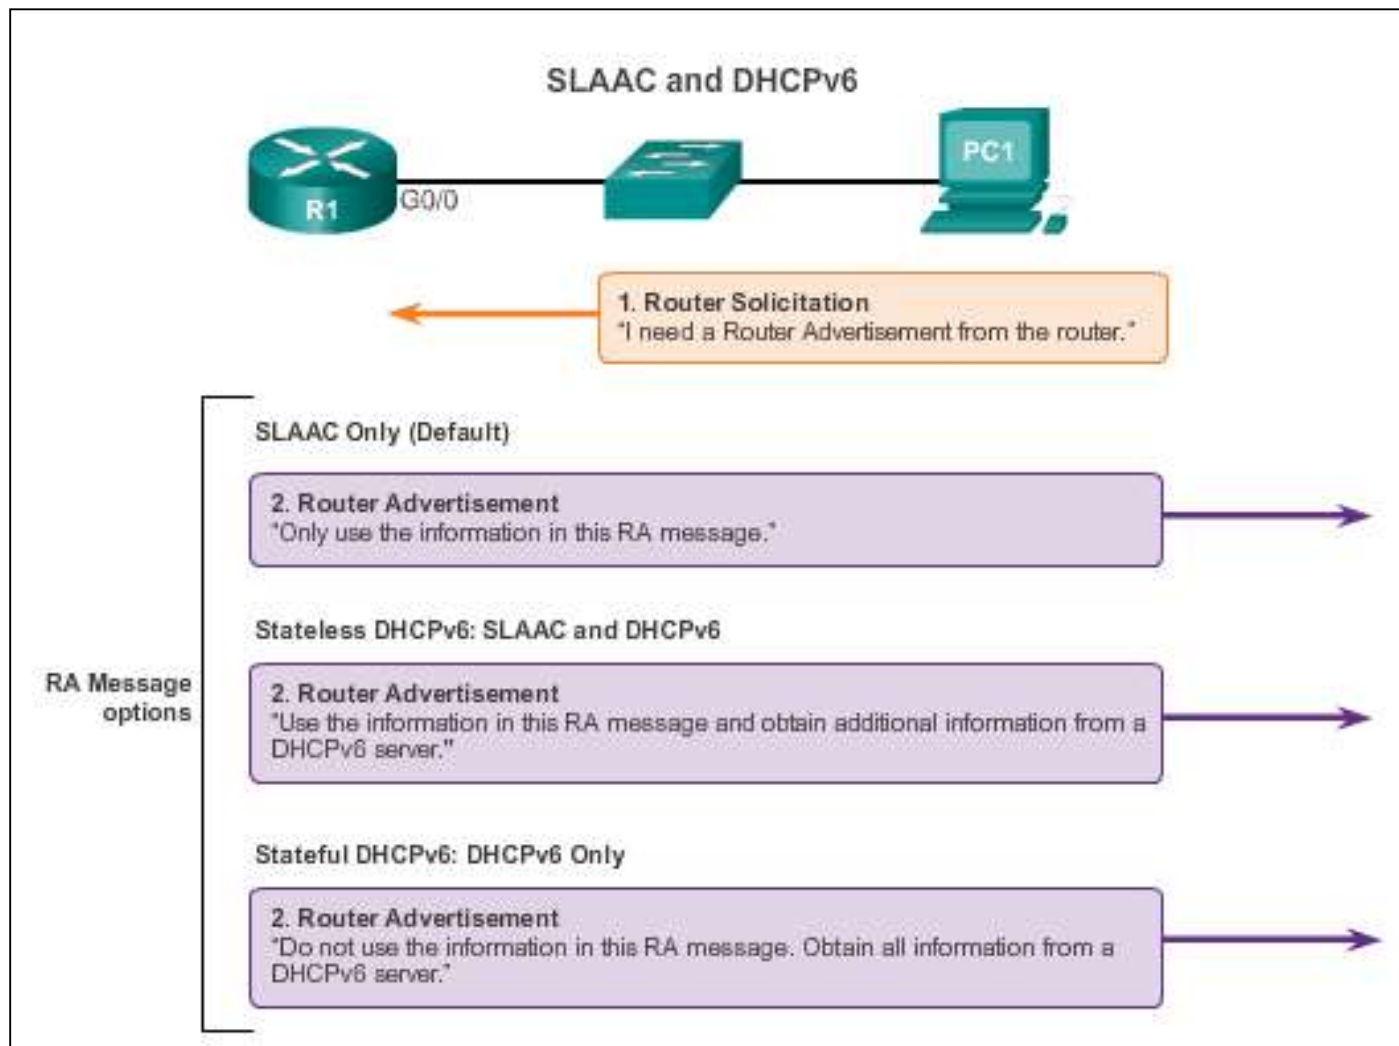 SLAAC and DHCPv6
R1
G0/0
PC1
1. Router Solicitation
"I need a Router Advertisement from the router."
RA Message
options
SLAAC Only (Default)
2. Router Advertisement
"Only use the information in this RA message."
Stateless DHCPv6: SLAAC and DHCPv6
2. Router Advertisement
"Use the information in this RA message and obtain additional information from a
DHCPv6 server."
Stateful DHCPv6: DHCPv6 Only
2. Router Advertisement
"Do not use the information in this RA message. Obtain all information from a
DHCPv6 server."